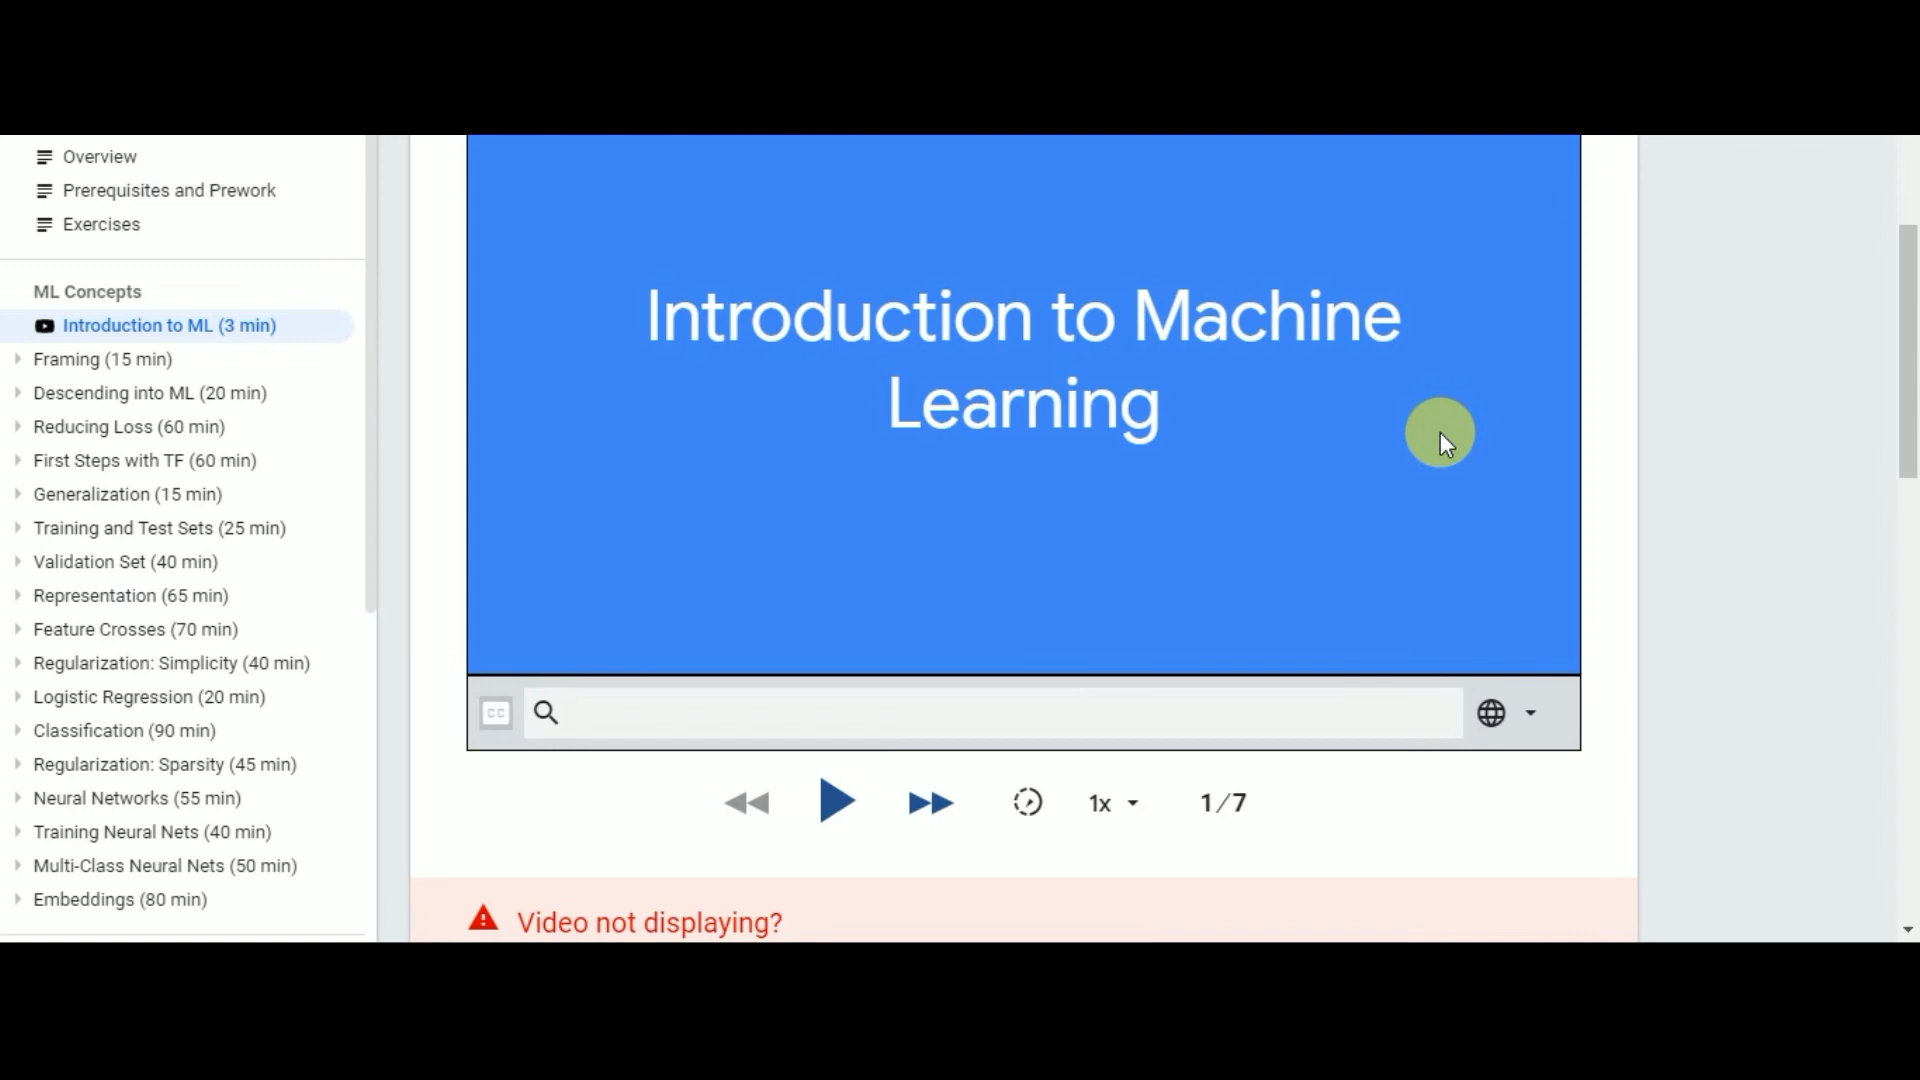 Overview
Prerequisites and Prework
Exercises
ML Concepts
Introduction to ML (3 min)
Framing (15 min)
Descending into ML (20 min)
Reducing Loss (60 min)
First Steps with TF (60 min)
Generalization (15 min)
Training and Test Sets (25 min)
Validation Set (40 min)
Representation (65 min)
Feature Crosses (70 min)
Regularization: Simplicity (40 min)
Logistic Regression (20 min)
Classification (90 min)
Regularization: Sparsity (45 min)
Neural Networks (55 min)
Training Neural Nets (40 min)
Multi-Class Neural Nets (50 min)
Embeddings (80 min)
Introduction to Machine
Learning
CC
1x
1/7
Video not displaying?